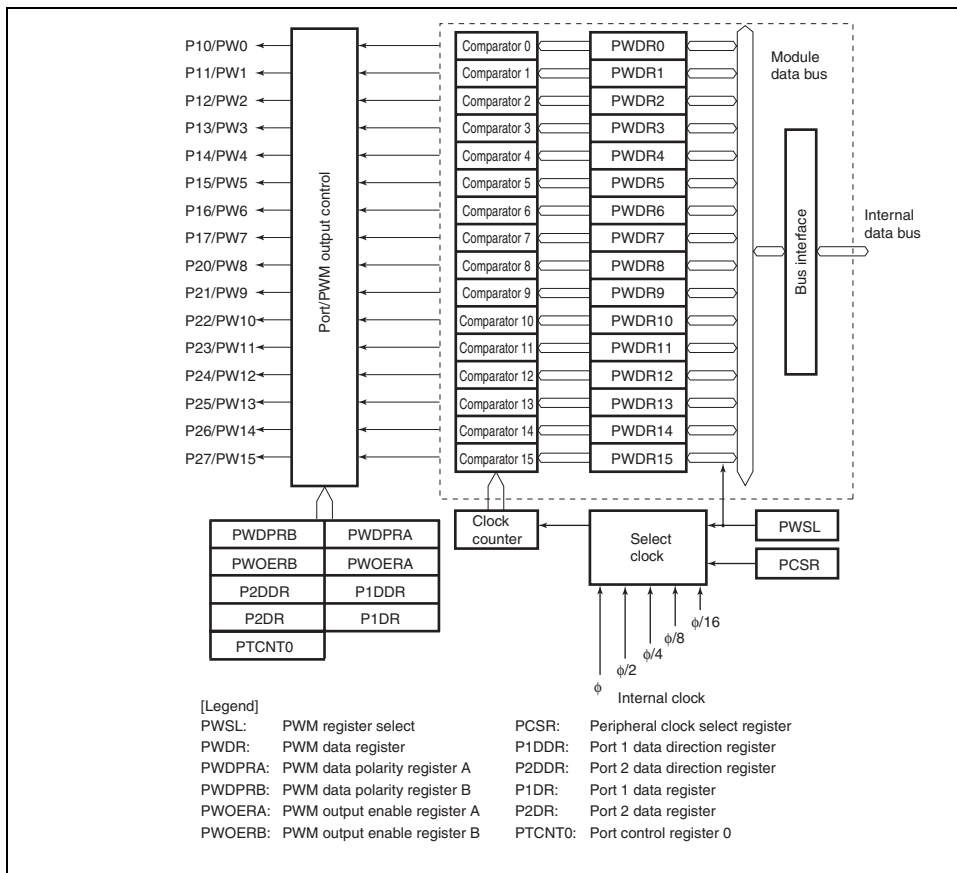 P10/PW0 Comparator 0 PWDR0
Module data bus
P11/PW1 Comparator 1 PWDR1
P12/PW2 Comparator 2 PWDR2
P13/PW3 Comparator 3 PWDR3
P14/PW4 Comparator 4 PWDR4
P15/PW5 Comparator 5 PWDR5
P16/PW6 Comparator 6 PWDR6
P17/PW7 Comparator 7 PWDR7
P20/PW8 Comparator 8 PWDR8
P21/PW9 Comparator 9 PWDR9
P22/PW10 Comparator 10 PWDR10
P23/PW11 Comparator 11 PWDR11
P24/PW12 Comparator 12 PWDR12
P25/PW13 Comparator 13 PWDR13
P26/PW14 Comparator 14 PWDR14
P27/PW15 Comparator 15 PWDR15
Port/PWM output control
Bus interface
Internal
data bus
Clock
counter
Select
clock
PWSL
PCSR
PWDPRB PWDPRA
PWOERB PWOERA
P2DDR P1DDR
P2DR P1DR
PTCNT0
ϕ ϕ/2 ϕ/4 ϕ/8 ϕ/16
Internal clock
[Legend]
PWSL: PWM register select PCSR: Peripheral clock select register
PWDR: PWM data register P1DDR: Port 1 data direction register
PWDPRA: PWM data polarity register A P2DDR: Port 2 data direction register
PWDPRB: PWM data polarity register B P1DR: Port 1 data register
PWOERA: PWM output enable register A P2DR: Port 2 data register
PWOERB: PWM output enable register B PTCNT0: Port control register 0